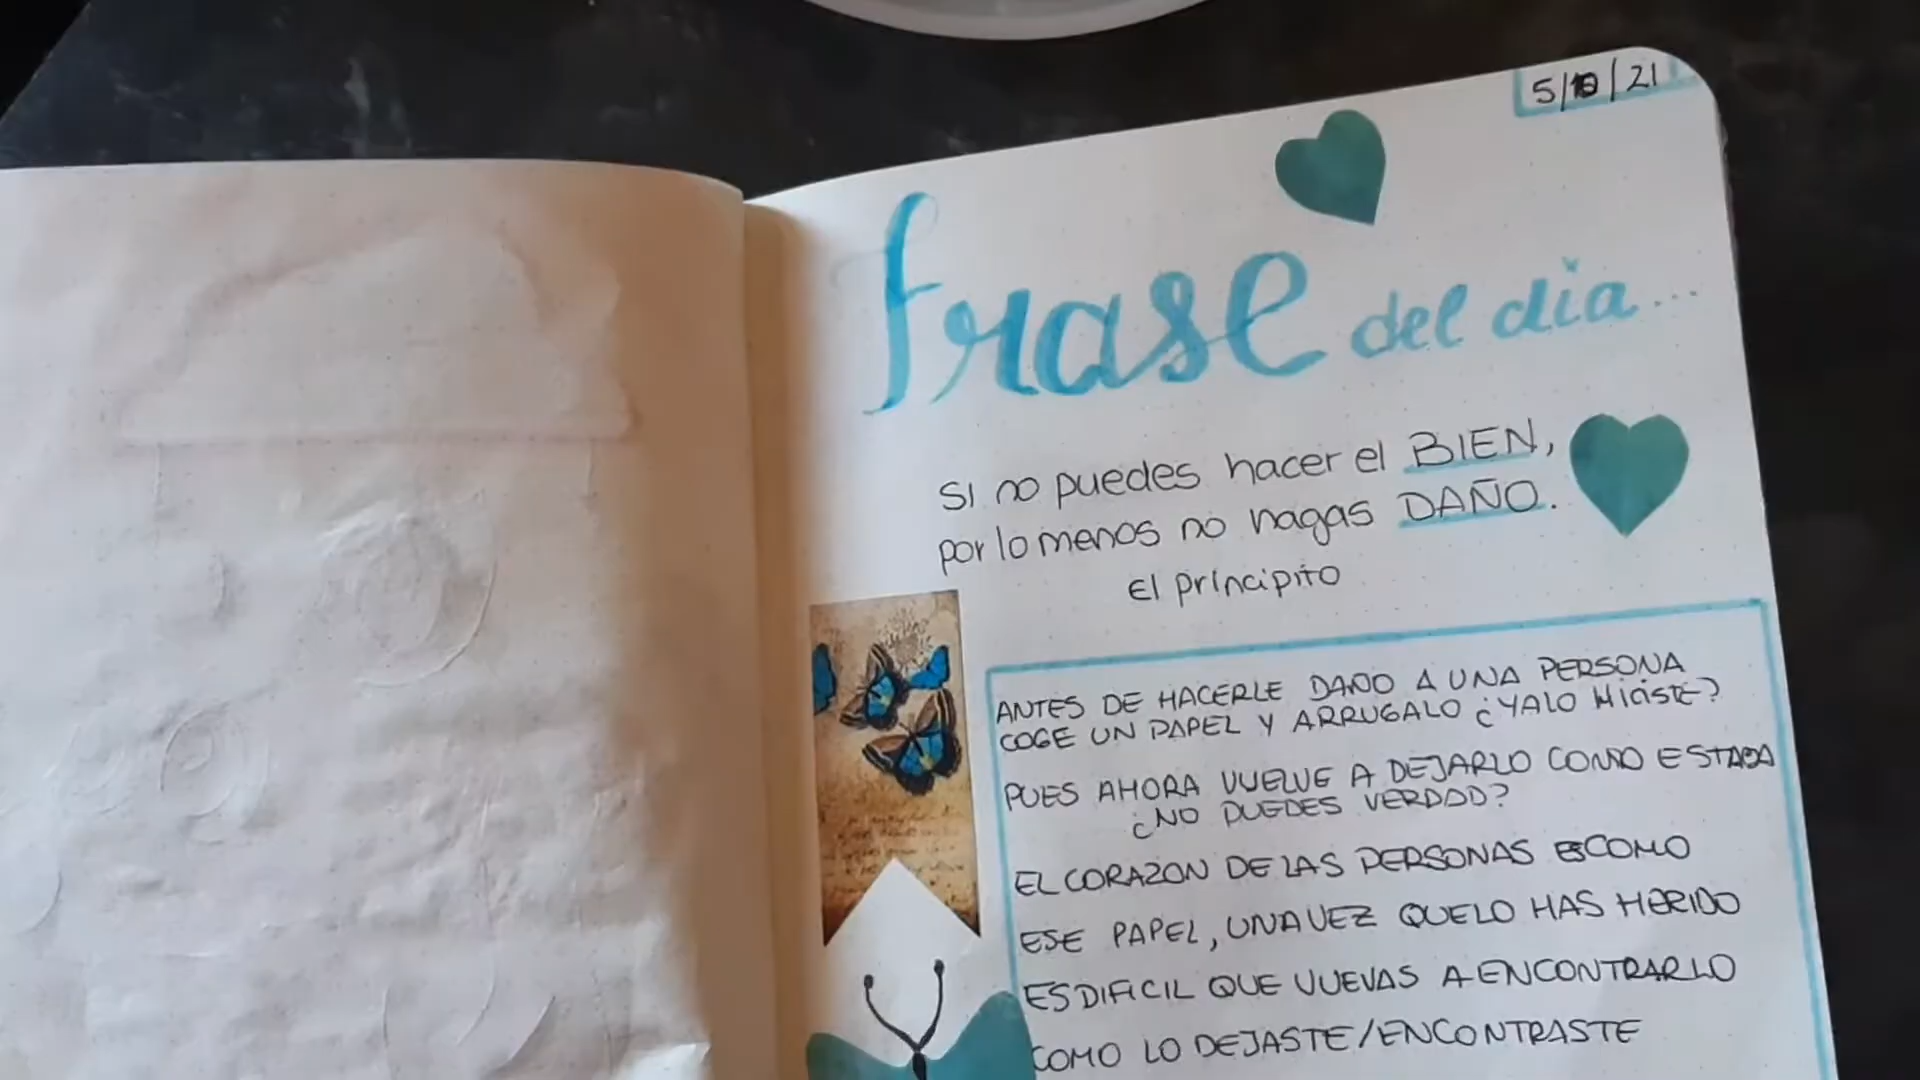 5/10/21
frase del dia...
Si no puedes hacer el BIEN,
por lo menos no hagas DAÑO.
El principito
ANTES DE HACERLE DAÑO A UNA PERSONA
COGE UN PAPEL Y ARRUGALO ¿YALO HICISTE?
PUES AHORA VUELVE A DEJARLO COMO ESTABA
¿NO PUEDES VERDAD?
EL CORAZON DE LAS PERSONAS ES COMO
ESE PAPEL, UNA VEZ QUE LO HAS HERIDO
ES DIFICIL QUE VUEVAS A ENCONTRARLO
COMO LO DEJASTE/ENCONTRASTE